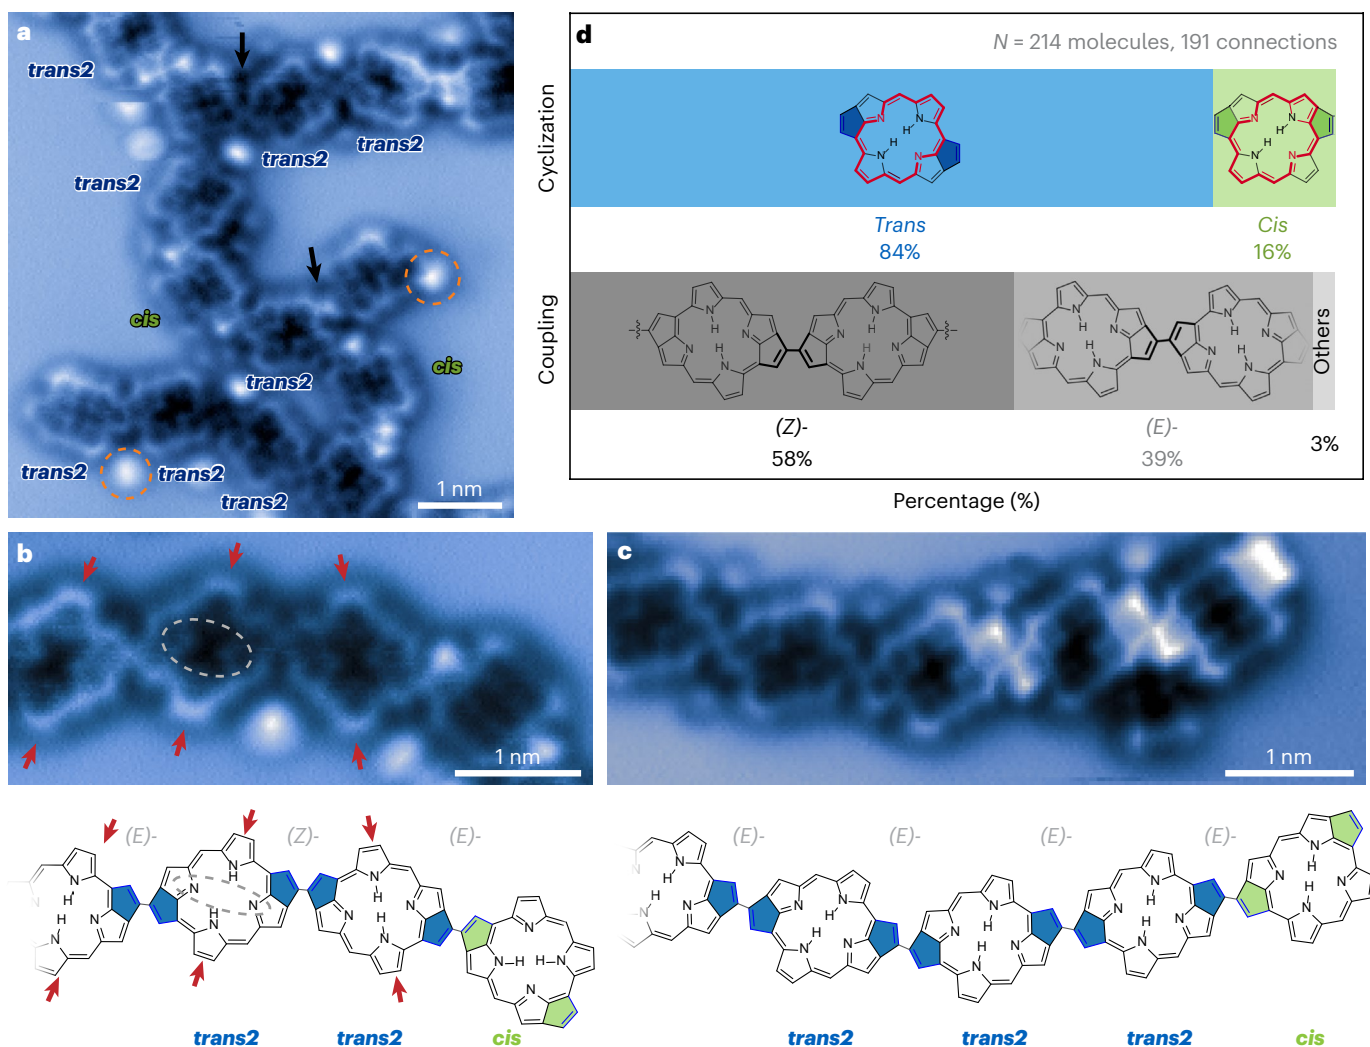 a
trans2
trans2
trans2
trans2
cis
cis
trans2
trans2
trans2
trans2
1 nm
d
N = 214 molecules, 191 connections
Cyclization
N
N
H
H
N
N
N
N
H
H
N
N
Trans
84%
Cis
16%
Coupling
N
H
N
H
N
N
N
H
N
H
N
N
N
H
N
H
N
N
N
H
N
H
N
N
Others
(Z)-
58%
(E)-
39%
3%
Percentage (%)
b
1 nm
c
1 nm
(E)-
(Z)-
(E)-
N
H
H
N
N
N
H
N
H
N
N
N
H
N
H
N
N
N
N–H
H–N
N
trans2
trans2
cis
(E)-
(E)-
(E)-
(E)-
N
H
H
N
N
N
N
H
H
N
N
N
H
H
N
N
N
N
H
H
N
N
N
N
H
H
N
N
trans2
trans2
trans2
cis